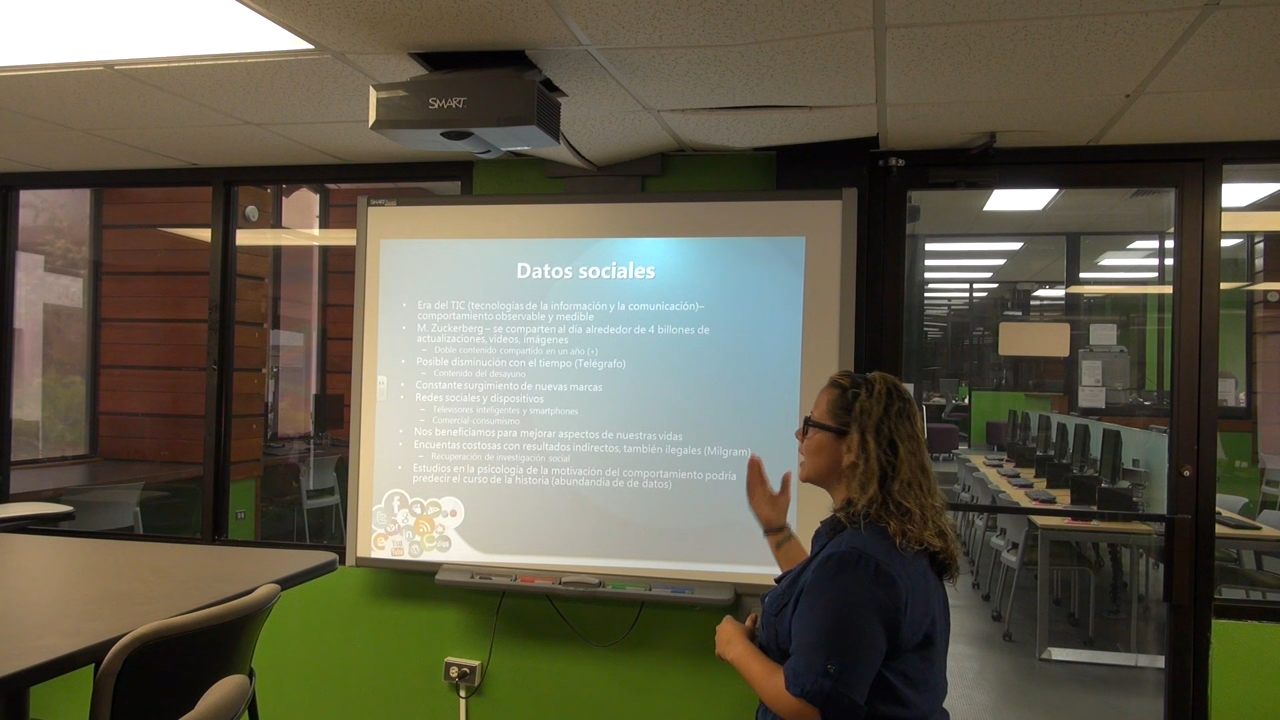 SMART
SMART
Datos sociales
• Era del TIC (tecnologías de la información y la comunicación)–
comportamiento observable y medible
• M. Zuckerberg – se comparten al día alrededor de 4 billones de
actualizaciones, videos, imágenes
– Doble contenido compartido en un año (+)
• Posible disminución con el tiempo (Telégrafo)
– Contenido del desayuno
• Constante surgimiento de nuevas marcas
• Redes sociales y dispositivos
– Televisores inteligentes y smartphones
– Comercial-consumismo
• Nos beneficiamos para mejorar aspectos de nuestras vidas
• Encuentas costosas con resultados indirectos, también ilegales (Milgram)
– Recuperación de investigación social
• Estudios en la psicología de la motivación del comportamiento podría
predecir el curso de la historia (abundandia de de datos)